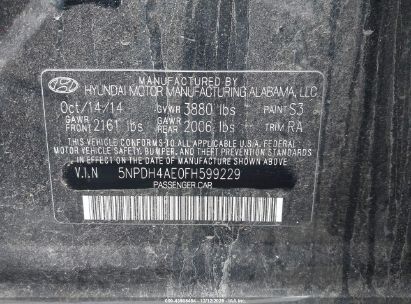 BY
HYUNDAI MOTOR MANUFACTURING ALABAMA, LLC.
Oct/14/14 GVWR 3880 lbs PAINT S3
GAWR FRONT 2161 lbs GAWR REAR 2006 lbs TRIM RA
THIS VEHICLE CONFORMS TO ALL APPLICABLE U.S.A. FEDERAL
MOTOR VEHICLE SAFETY, BUMPER, AND THEFT PREVENTION STANDARDS
IN EFFECT ON THE DATE OF MANUFACTURE SHOWN ABOVE.
V.I.N 5NPDH4AE0FH599229
PASSENGER CAR